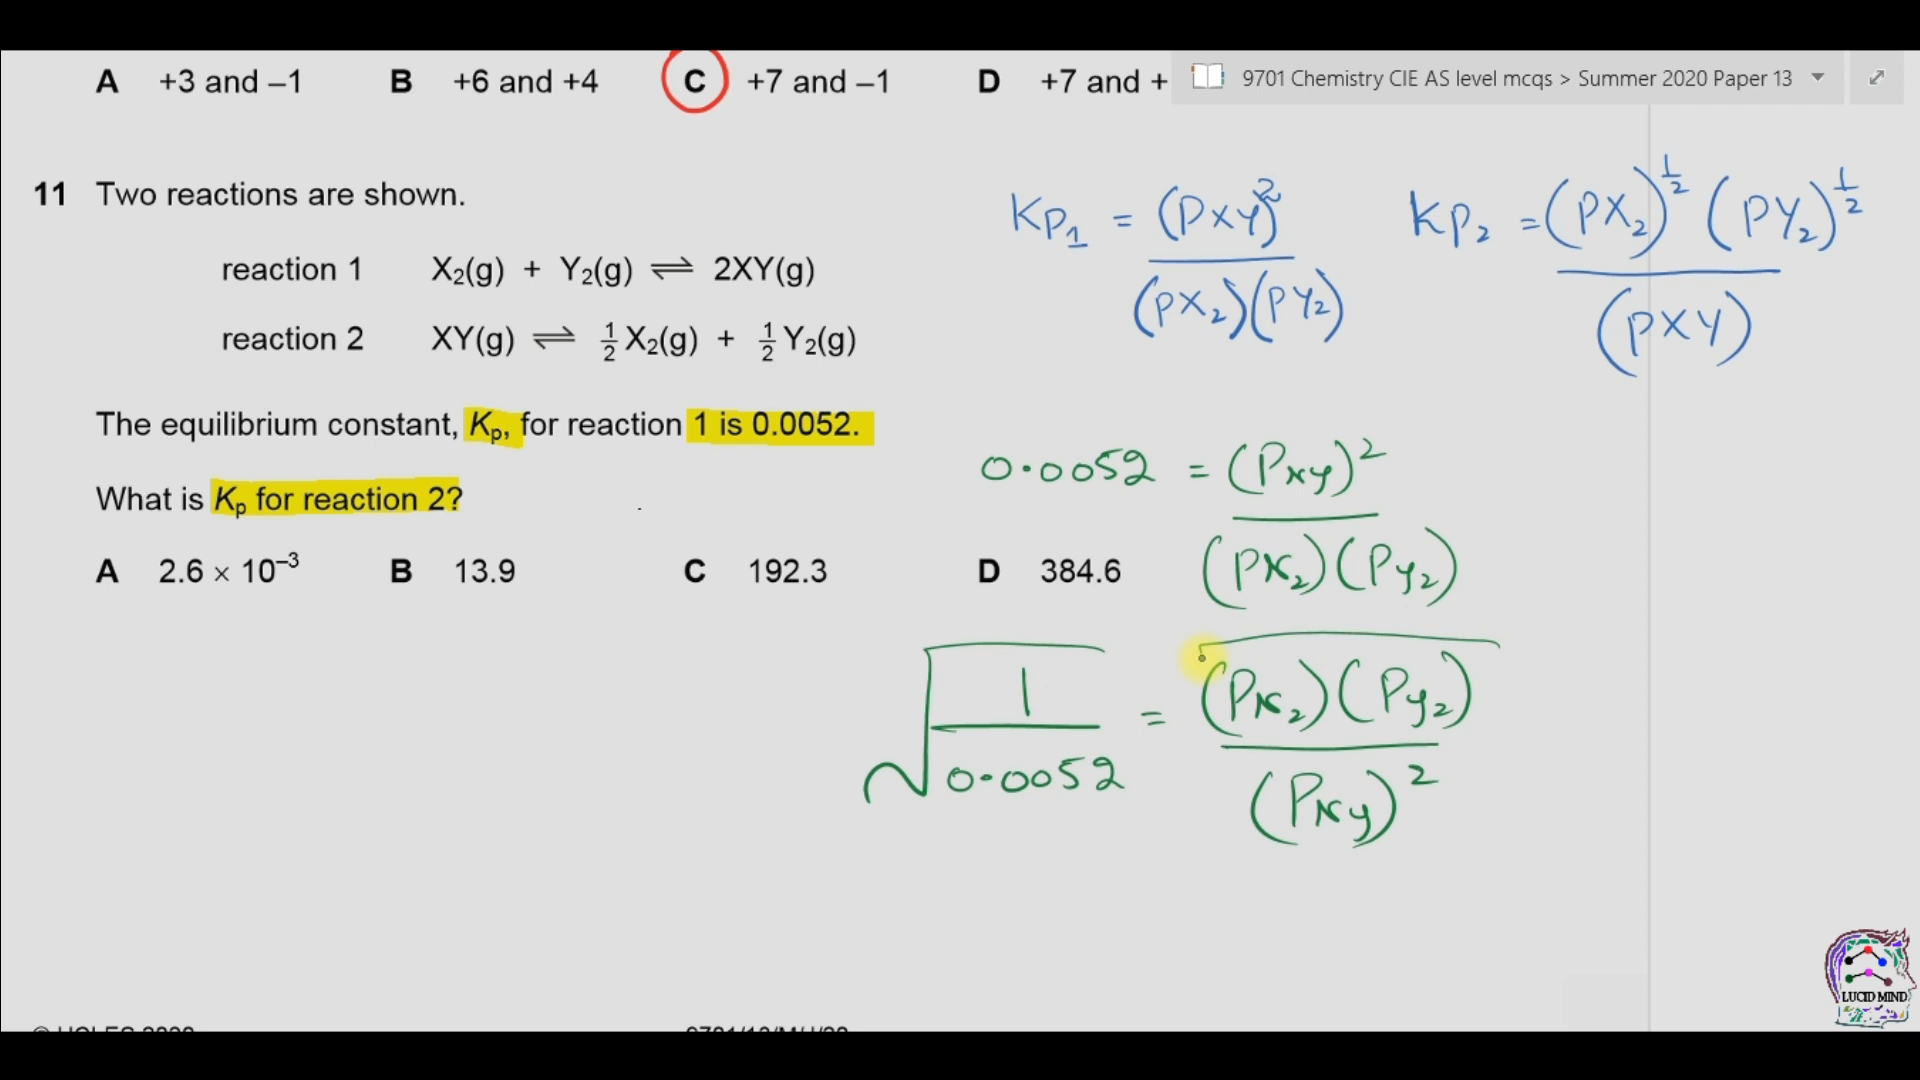 A +3 and –1 B +6 and +4 C +7 and –1 D +7 and +
9701 Chemistry CIE AS level mcqs > Summer 2020 Paper 13
11 Two reactions are shown.
reaction 1 X₂(g) + Y₂(g) ⇌ 2XY(g)
reaction 2 XY(g) ⇌ ½X₂(g) + ½Y₂(g)
The equilibrium constant, Kp, for reaction 1 is 0.0052.
What is Kp for reaction 2?
A 2.6 × 10⁻³ B 13.9 C 192.3 D 384.6
Kp₁ = (PXY)²
(PX₂)(PY₂)
Kp₂ = (PX₂)^½ (PY₂)^½
(PXY)
0.0052 = (Pxy)²
(Px₂)(Py₂)
√ 1 = (Px₂)(Py₂)
0.0052 (Pxy)²
LUCID MIND